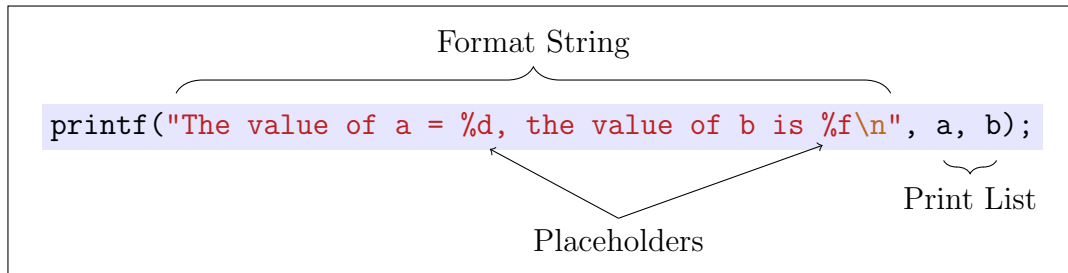 Format String
printf("The value of a = %d, the value of b is %f\n", a, b);
Print List
Placeholders